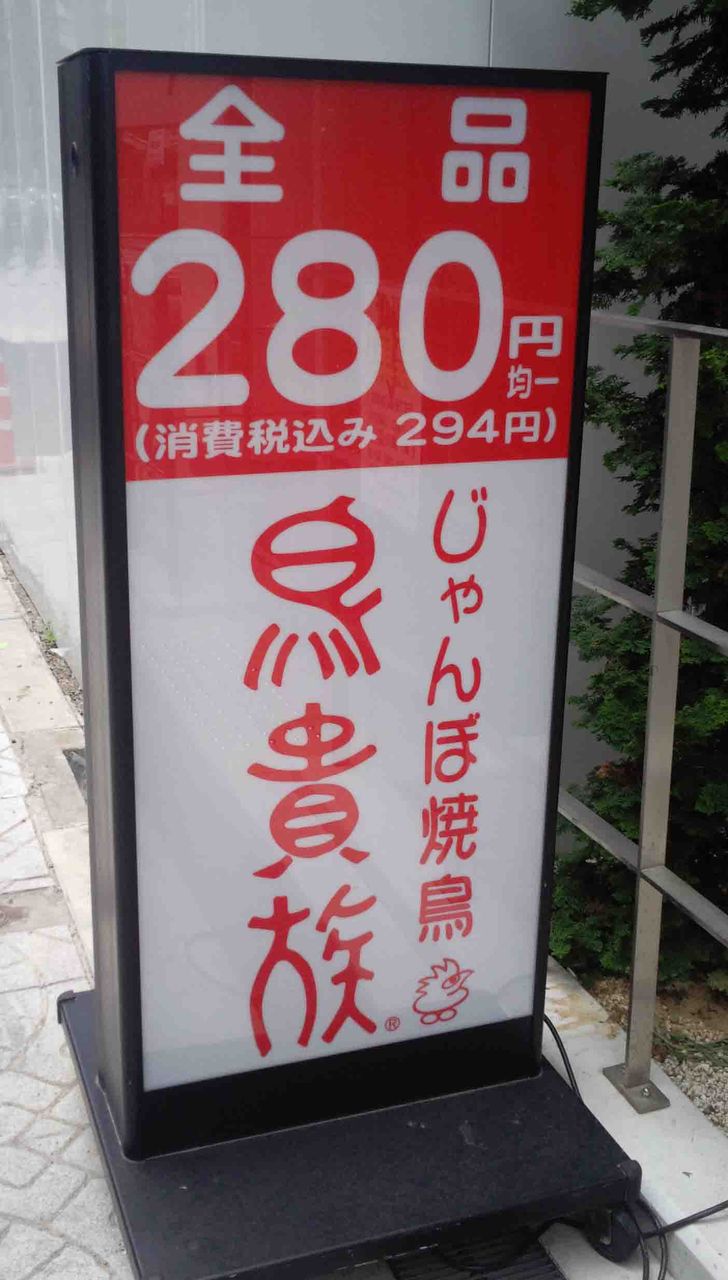 全品
280円均一
(消費税込み 294円)
じゃんぼ焼鳥
鳥貴族®